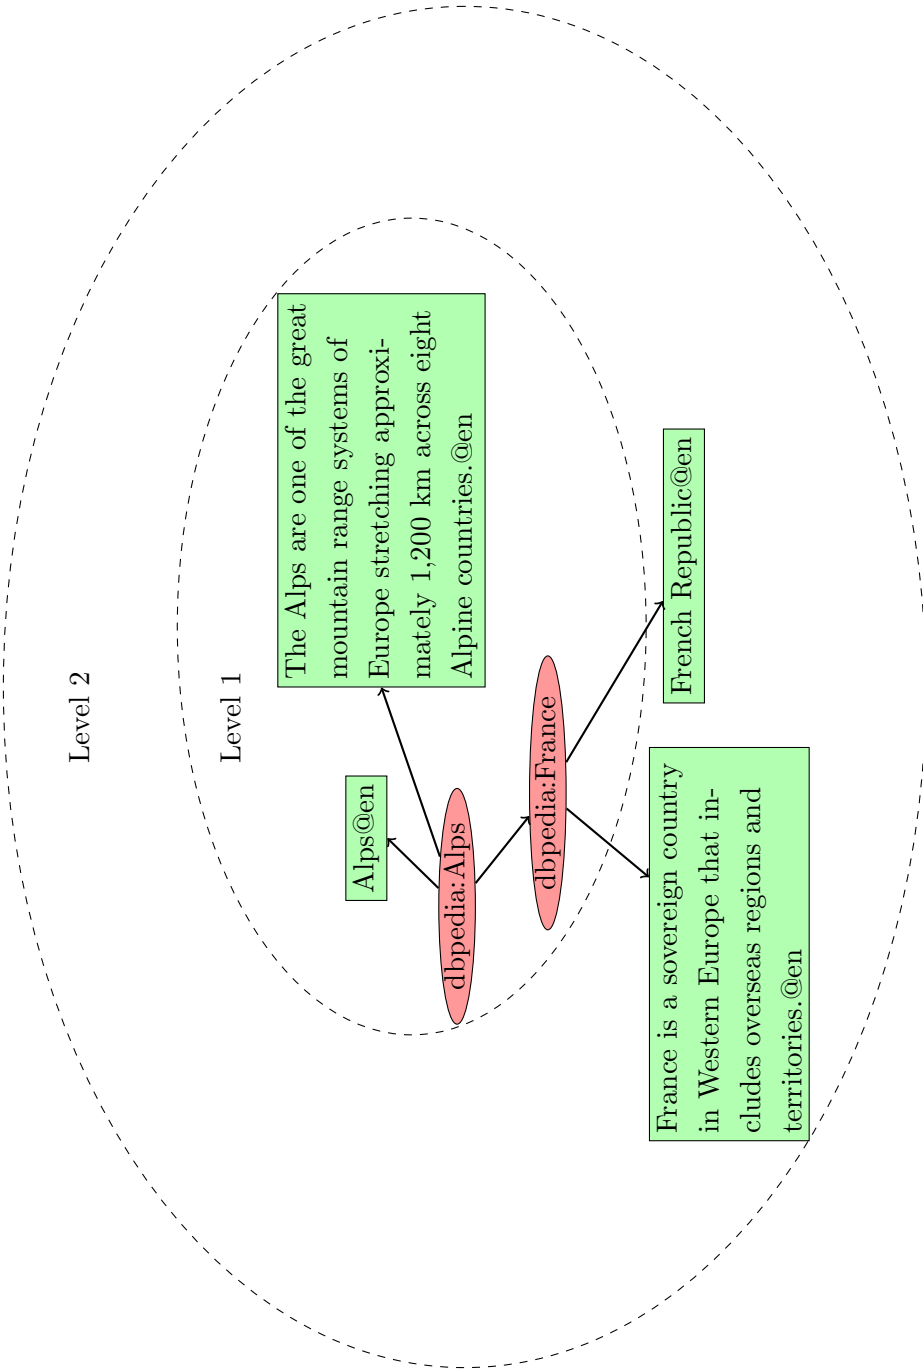 Level 2
Level 1
The Alps are one of the great
mountain range systems of
Europe stretching approxi-
mately 1,200 km across eight
Alpine countries.@en
Alps@en
dbpedia:Alps
dbpedia:France
French Republic@en
France is a sovereign country
in Western Europe that in-
cludes overseas regions and
territories.@en